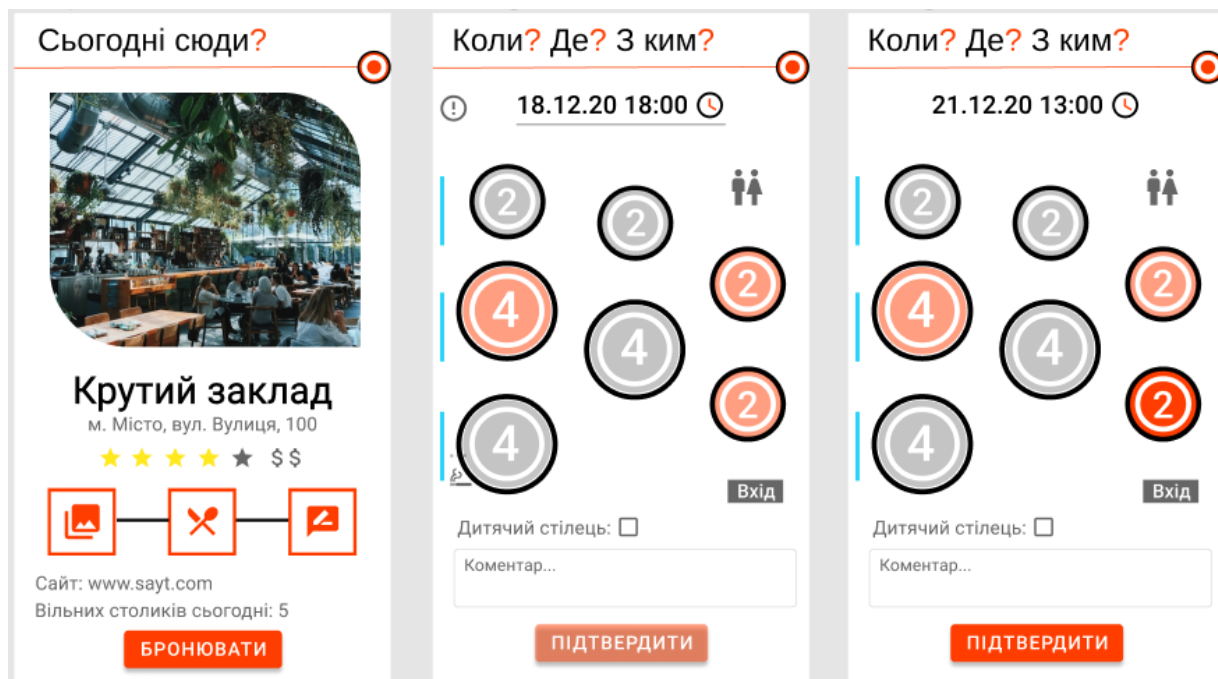 Сьогодні сюди?
Крутий заклад
м. Місто, вул. Вулиця, 100
$$
Сайт: www.sayt.com
Вільних столиків сьогодні: 5
БРОНЮВАТИ
Коли? Де? З ким?
18.12.20 18:00
2
2
2
4
4
2
4
Вхід
Дитячий стілець:
Коментар...
ПІДТВЕРДИТИ
Коли? Де? З ким?
21.12.20 13:00
2
2
2
4
4
2
4
Вхід
Дитячий стілець:
Коментар...
ПІДТВЕРДИТИ